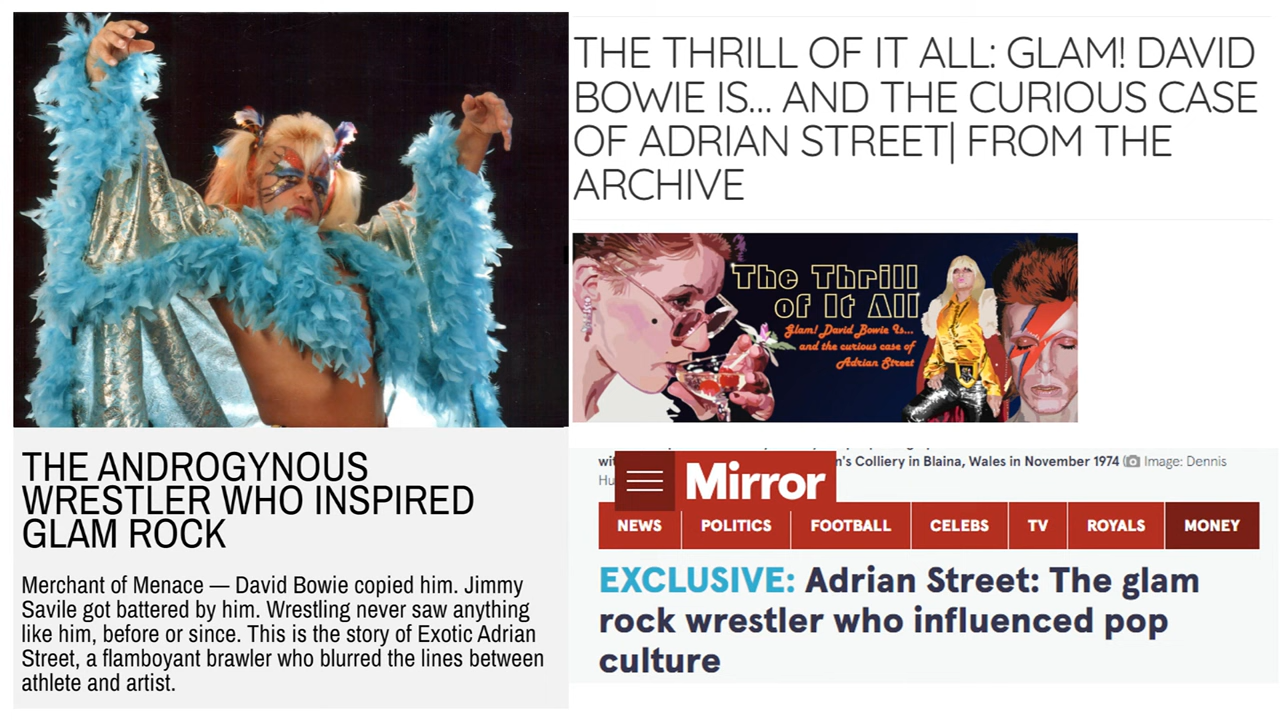 THE ANDROGYNOUS
WRESTLER WHO INSPIRED
GLAM ROCK
Merchant of Menace — David Bowie copied him. Jimmy
Savile got battered by him. Wrestling never saw anything
like him, before or since. This is the story of Exotic Adrian
Street, a flamboyant brawler who blurred the lines between
athlete and artist.
THE THRILL OF IT ALL: GLAM! DAVID
BOWIE IS... AND THE CURIOUS CASE
OF ADRIAN STREET| FROM THE
ARCHIVE
The Thrill
of It All
Glam! David Bowie Is...
and the curious case of
Adrian Street
n's Colliery in Blaina, Wales in November 1974 ( Image: Dennis
Mirror
NEWS POLITICS FOOTBALL CELEBS TV ROYALS MONEY
EXCLUSIVE: Adrian Street: The glam
rock wrestler who influenced pop
culture